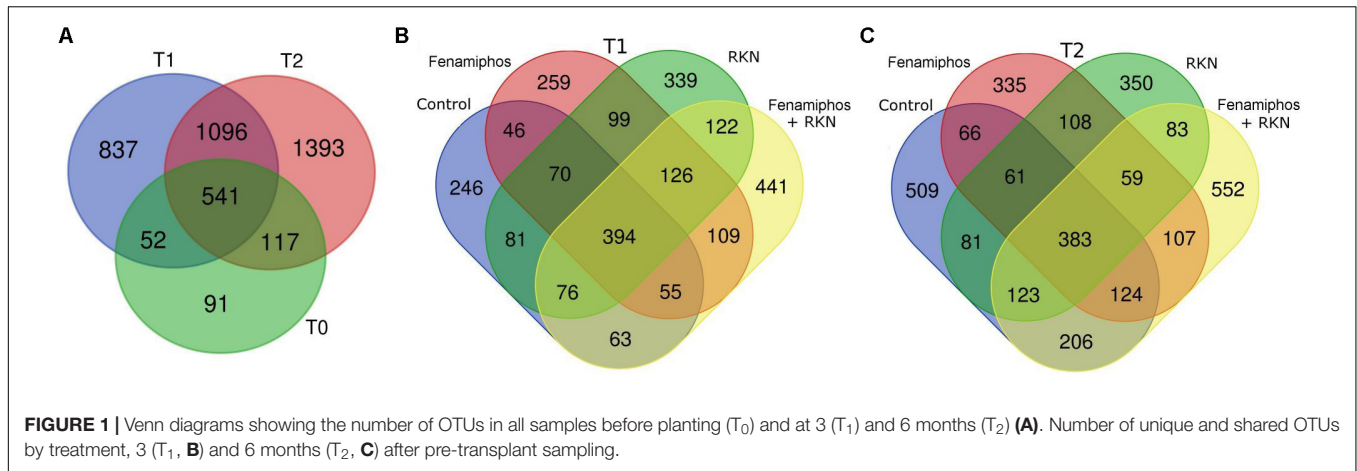 A
T1
T2
837
1096
1393
541
52
117
91
T0
B
T1
Fenamiphos
RKN
Control
Fenamiphos
+ RKN
259
339
46
99
122
246
70
126
441
81
394
109
76
55
63
C
T2
Fenamiphos
RKN
Control
Fenamiphos
+ RKN
335
350
66
108
83
509
61
59
552
81
383
107
123
124
206
FIGURE 1 | Venn diagrams showing the number of OTUs in all samples before planting (T₀) and at 3 (T₁) and 6 months (T₂) (A). Number of unique and shared OTUs
by treatment, 3 (T₁, B) and 6 months (T₂, C) after pre-transplant sampling.